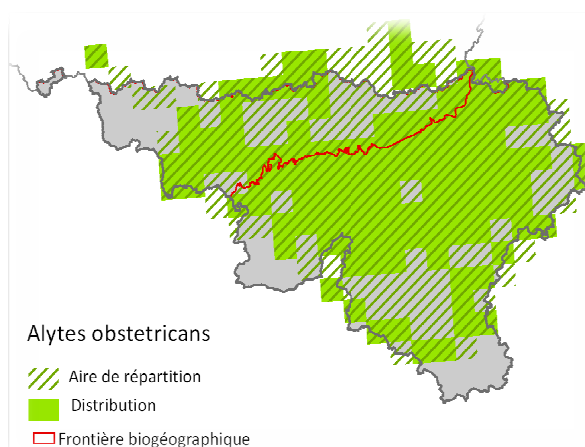 Alytes obstetricans
Aire de répartition
Distribution
Frontière biogéographique